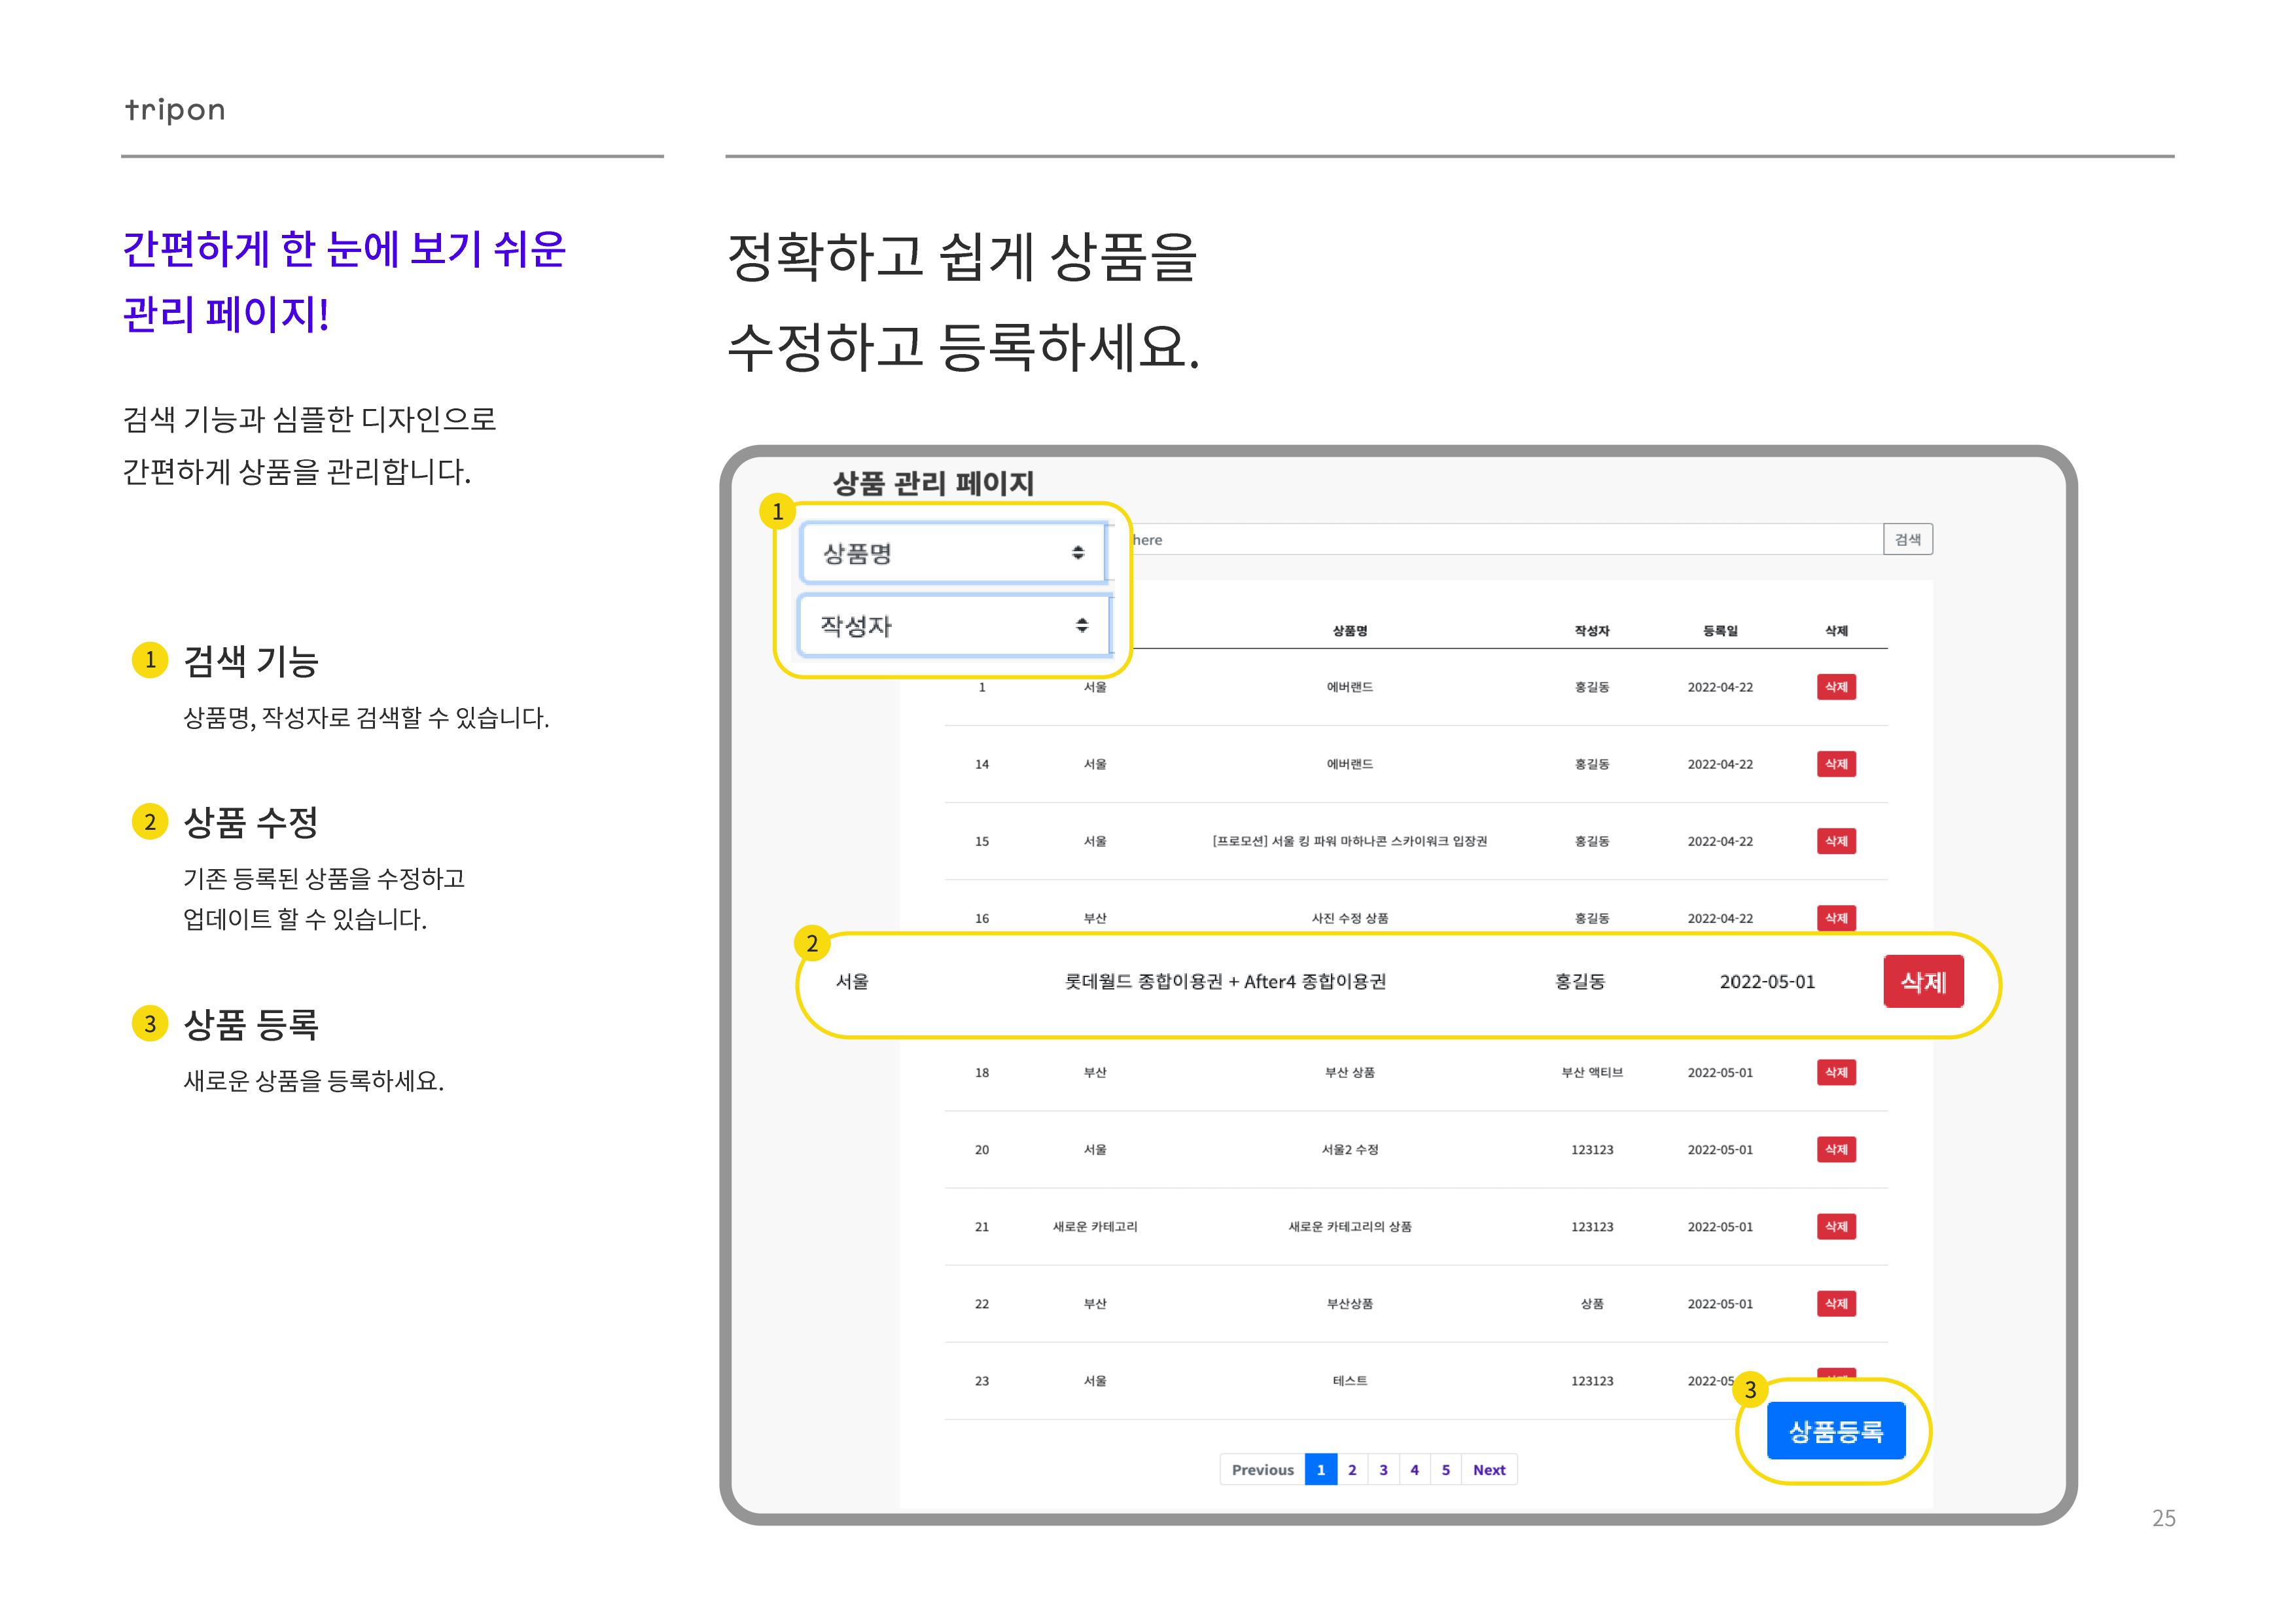 tripon
간편하게 한 눈에 보기 쉬운
관리 페이지!
검색 기능과 심플한 디자인으로
간편하게 상품을 관리합니다.
1 검색 기능
상품명, 작성자로 검색할 수 있습니다.
2 상품 수정
기존 등록된 상품을 수정하고
업데이트 할 수 있습니다.
3 상품 등록
새로운 상품을 등록하세요.
정확하고 쉽게 상품을
수정하고 등록하세요.
상품 관리 페이지
1
상품명
here 검색
작성자
상품명 작성자 등록일 삭제
1 서울 에버랜드 홍길동 2022-04-22 삭제
14 서울 에버랜드 홍길동 2022-04-22 삭제
15 서울 [프로모션] 서울 킹 파워 마하나콘 스카이워크 입장권 홍길동 2022-04-22 삭제
16 부산 사진 수정 상품 홍길동 2022-04-22 삭제
2
서울 롯데월드 종합이용권 + After4 종합이용권 홍길동 2022-05-01 삭제
18 부산 부산 상품 부산 액티브 2022-05-01 삭제
20 서울 서울2 수정 123123 2022-05-01 삭제
21 새로운 카테고리 새로운 카테고리의 상품 123123 2022-05-01 삭제
22 부산 부산상품 상품 2022-05-01 삭제
23 서울 테스트 123123 2022-05
3
상품등록
Previous 1 2 3 4 5 Next
25